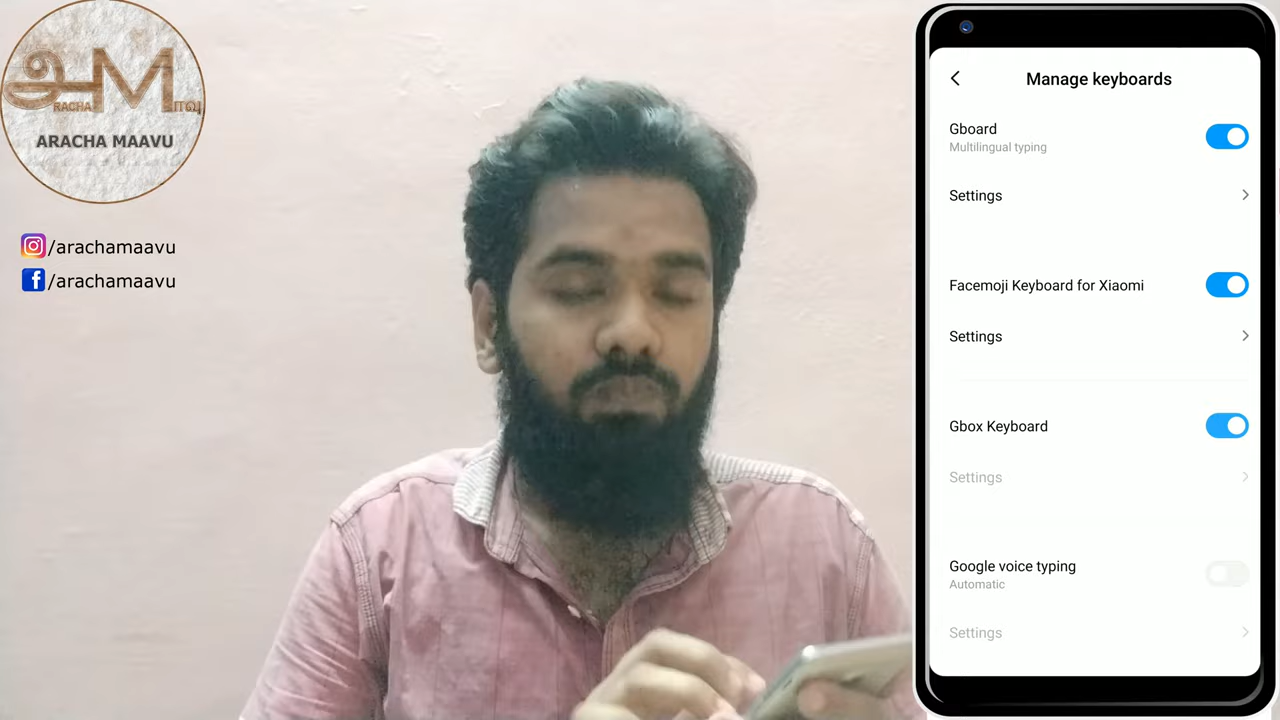 அM
RACHA
ARACHA MAAVU
/arachamaavu
/arachamaavu
Manage keyboards
Gboard
Multilingual typing
Settings
Facemoji Keyboard for Xiaomi
Settings
Gbox Keyboard
Settings
Google voice typing
Automatic
Settings